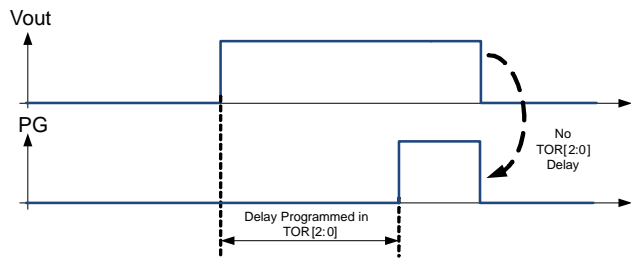 Vout
PG
No
TOR[2:0]
Delay
Delay Programmed in
TOR[2:0]